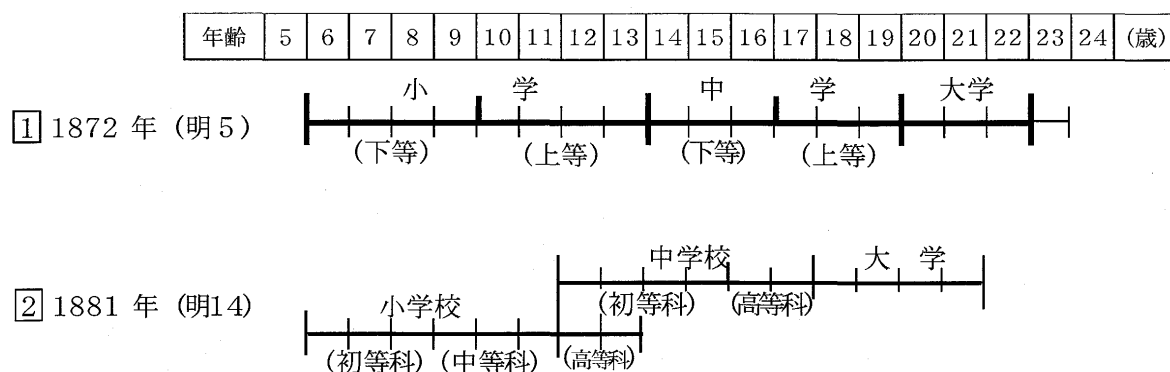 年齢 5 6 7 8 9 10 11 12 13 14 15 16 17 18 19 20 21 22 23 24 (歳)
小 学 中 学 大学
1 1872 年 (明5)
(下等) (上等) (下等) (上等)
中学校 大 学
(初等科) (高等科)
2 1881 年 (明14)
小学校
(初等科) (中等科) (高等科)